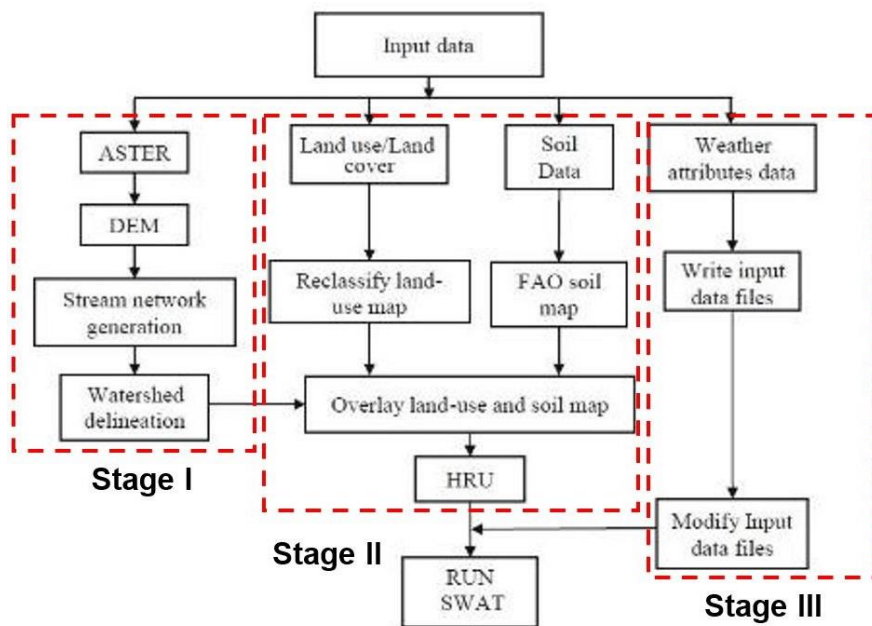 Input data
ASTER
DEM
Stream network
generation
Watershed
delineation
Stage I
Land use/Land
cover
Soil
Data
Reclassify land-
use map
FAO soil
map
Overlay land-use and soil map
HRU
Stage II
RUN
SWAT
Weather
attributes data
Write input
data files
Modify Input
data files
Stage III